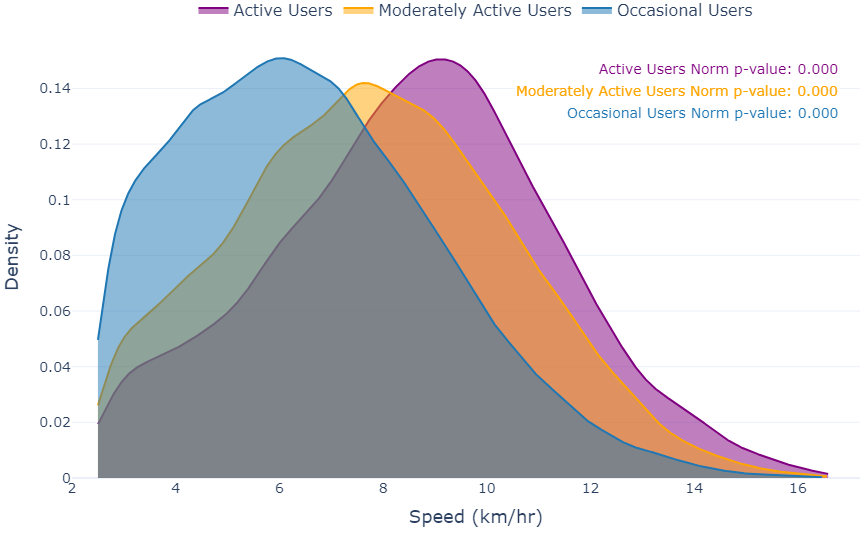 Active Users Moderately Active Users Occasional Users
Active Users Norm p-value: 0.000
Moderately Active Users Norm p-value: 0.000
Occasional Users Norm p-value: 0.000
0.14
0.12
0.1
0.08
0.06
0.04
0.02
0
Density
2 4 6 8 10 12 14 16
Speed (km/hr)